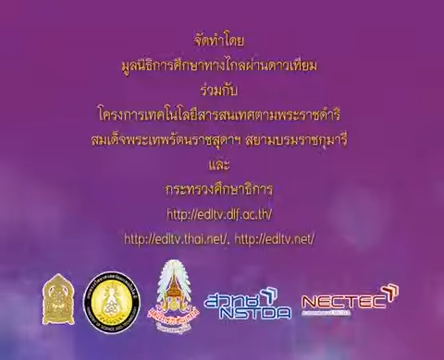 จัดทำโดย
มูลนิธิการศึกษาทางไกลผ่านดาวเทียม
ร่วมกับ
โครงการเทคโนโลยีสารสนเทศตามพระราชดำริ
สมเด็จพระเทพรัตนราชสุดาฯ สยามบรมราชกุมารี
และ
กระทรวงศึกษาธิการ
http://edltv.dlf.ac.th/
http://edltv.thai.net/, http://edltv.net/
สวทช NECTEC
NSTDA